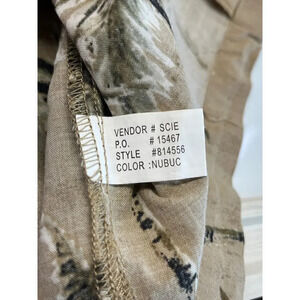 VENDOR # SCIE
P.O. # 15467
STYLE #814556
COLOR :NUBUC